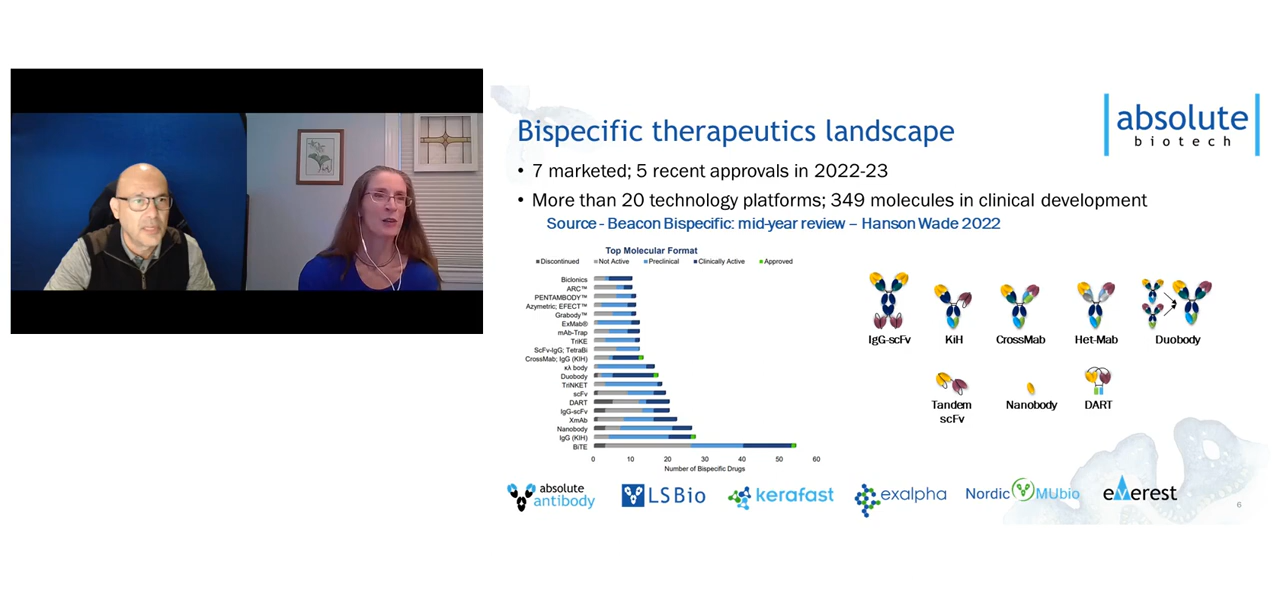 Bispecific therapeutics landscape
absolute
biotech
• 7 marketed; 5 recent approvals in 2022-23
• More than 20 technology platforms; 349 molecules in clinical development
Source - Beacon Bispecific: mid-year review – Hanson Wade 2022
Top Molecular Format
Discontinued Not Active Preclinical Clinically Active Approved
Biclonics
ARC™
PENTAMBODY™
Azymetric; EFECT™
Grabody™
ExMab®
mAb-Trap
TriKE
ScFv-IgG; TetraBi
CrossMab; IgG (KIH)
κλ body
Duobody
TriNKET
scFv
DART
IgG-scFv
XmAb
Nanobody
IgG (KIH)
BiTE
0 10 20 30 40 50 60
Number of Bispecific Drugs
IgG-scFv KiH CrossMab Het-Mab Duobody
Tandem
scFv
Nanobody DART
absolute
antibody
LSBio
kerafast
exalpha
Nordic MUbio
everest
6